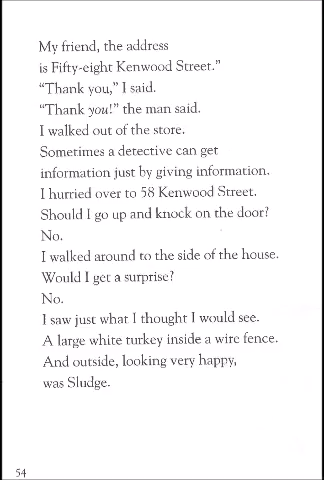 My friend, the address
is Fifty-eight Kenwood Street.”
“Thank you,” I said.
“Thank you!” the man said.
I walked out of the store.
Sometimes a detective can get
information just by giving information.
I hurried over to 58 Kenwood Street.
Should I go up and knock on the door?
No.
I walked around to the side of the house.
Would I get a surprise?
No.
I saw just what I thought I would see.
A large white turkey inside a wire fence.
And outside, looking very happy,
was Sludge.
54